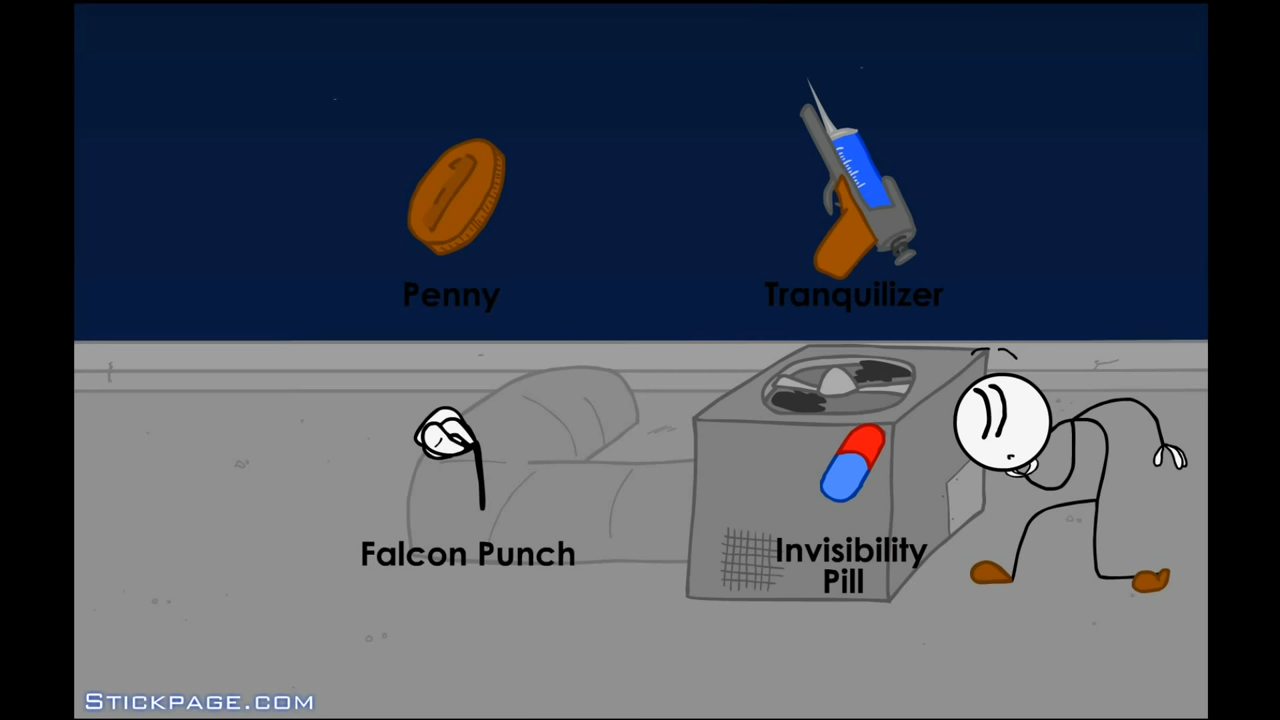 Penny
Tranquilizer
Falcon Punch
Invisibility
Pill
STICKPAGE.COM